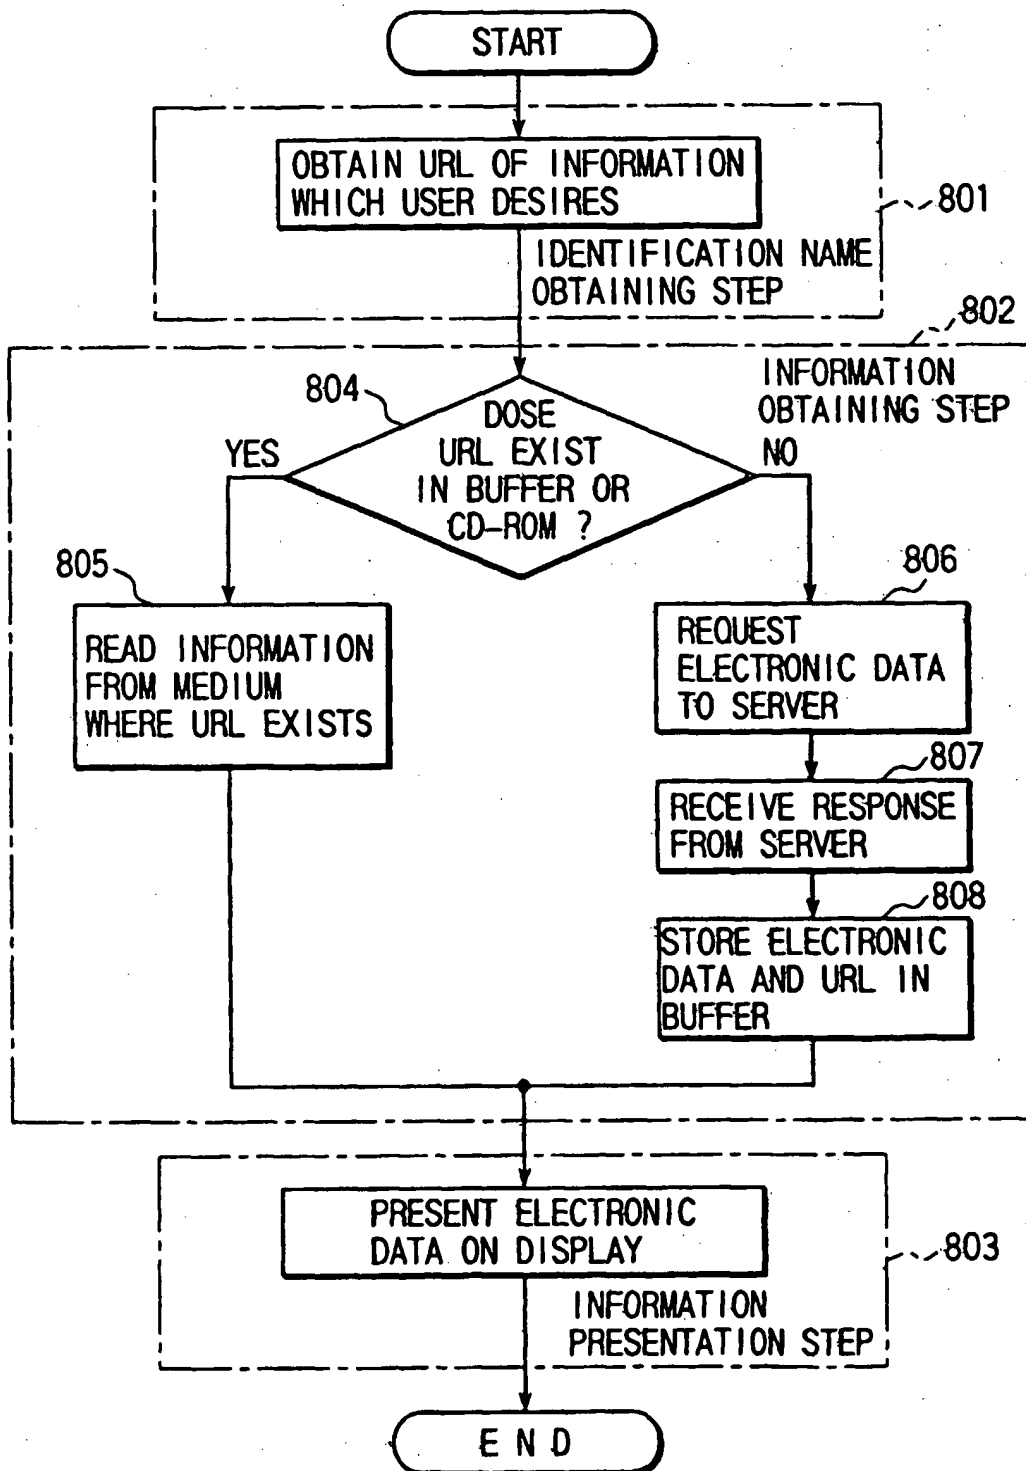 START
OBTAIN URL OF INFORMATION
WHICH USER DESIRES
801
IDENTIFICATION NAME
OBTAINING STEP
802
INFORMATION
OBTAINING STEP
804
DOSE
URL EXIST
IN BUFFER OR
CD-ROM ?
YES
NO
805
READ INFORMATION
FROM MEDIUM
WHERE URL EXISTS
806
REQUEST
ELECTRONIC DATA
TO SERVER
807
RECEIVE RESPONSE
FROM SERVER
808
STORE ELECTRONIC
DATA AND URL IN
BUFFER
PRESENT ELECTRONIC
DATA ON DISPLAY
803
INFORMATION
PRESENTATION STEP
END